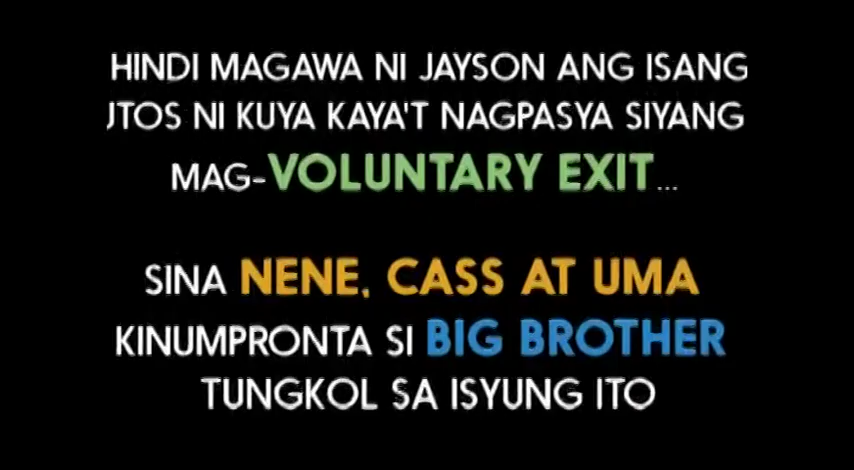 HINDI MAGAWA NI JAYSON ANG ISANG
UTOS NI KUYA KAYA'T NAGPASYA SIYANG
MAG-VOLUNTARY EXIT...
SINA NENE, CASS AT UMA
KINUMPRONTA SI BIG BROTHER
TUNGKOL SA ISYUNG ITO